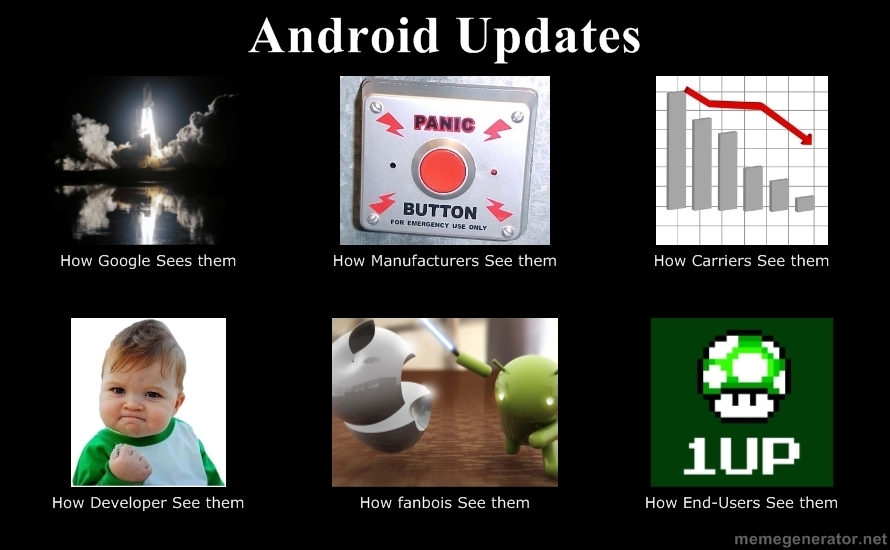 Android Updates
PANIC
BUTTON
FOR EMERGENCY USE ONLY
How Google Sees them
How Manufacturers See them
How Carriers See them
1UP
How Developer See them
How fanbois See them
How End-Users See them
memegenerator.net